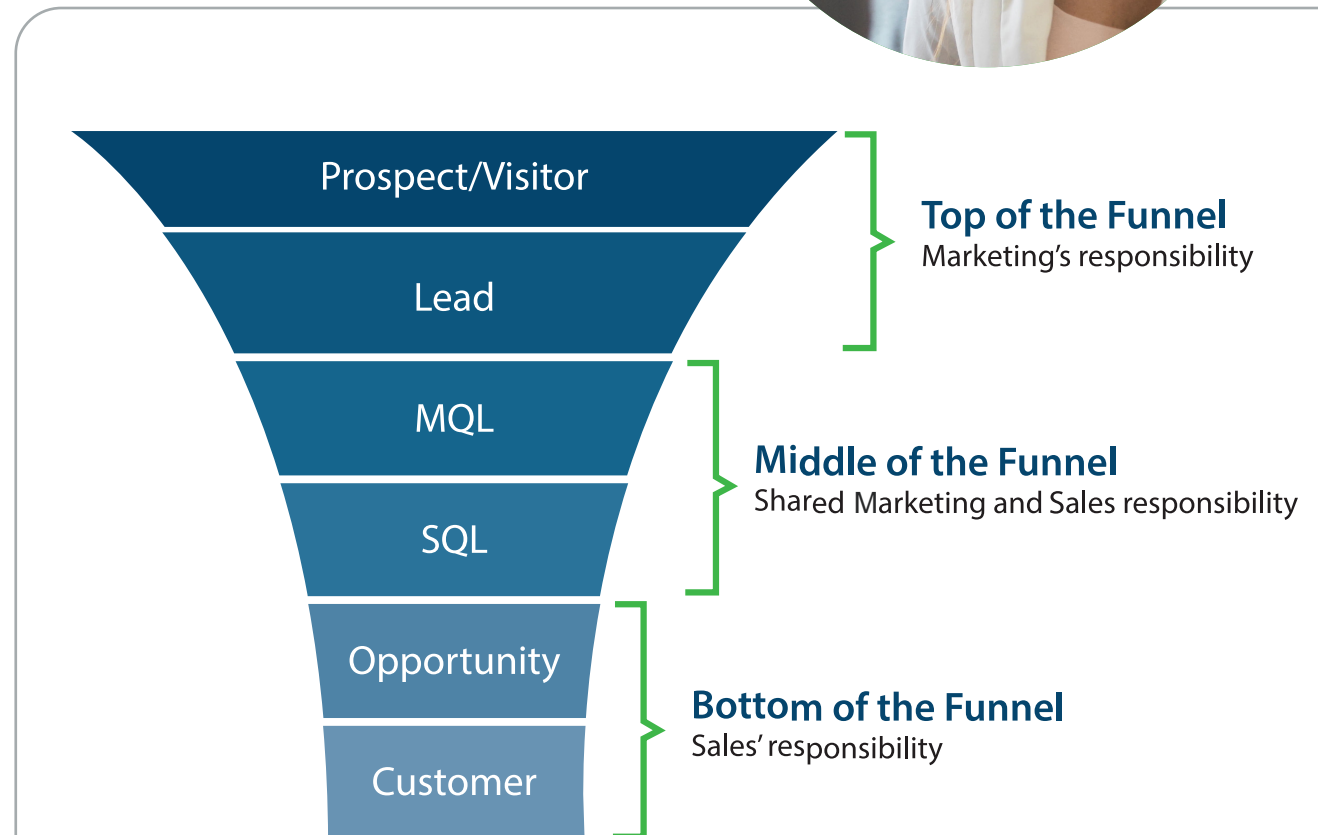 Prospect/Visitor
Lead
Top of the Funnel
Marketing’s responsibility
MQL
SQL
Middle of the Funnel
Shared Marketing and Sales responsibility
Opportunity
Customer
Bottom of the Funnel
Sales’ responsibility